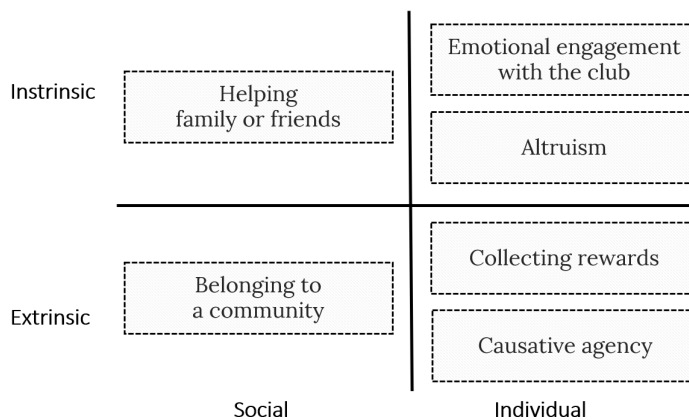 Emotional engagement
with the club
Instrinsic
Helping
family or friends
Altruism
Collecting rewards
Belonging to
a community
Extrinsic
Causative agency
Social
Individual